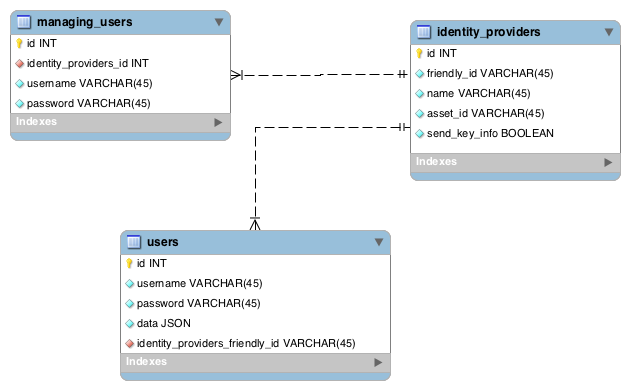 managing_users
id INT
identity_providers_id INT
username VARCHAR(45)
password VARCHAR(45)
Indexes
identity_providers
id INT
friendly_id VARCHAR(45)
name VARCHAR(45)
asset_id VARCHAR(45)
send_key_info BOOLEAN
Indexes
users
id INT
username VARCHAR(45)
password VARCHAR(45)
data JSON
identity_providers_friendly_id VARCHAR(45)
Indexes